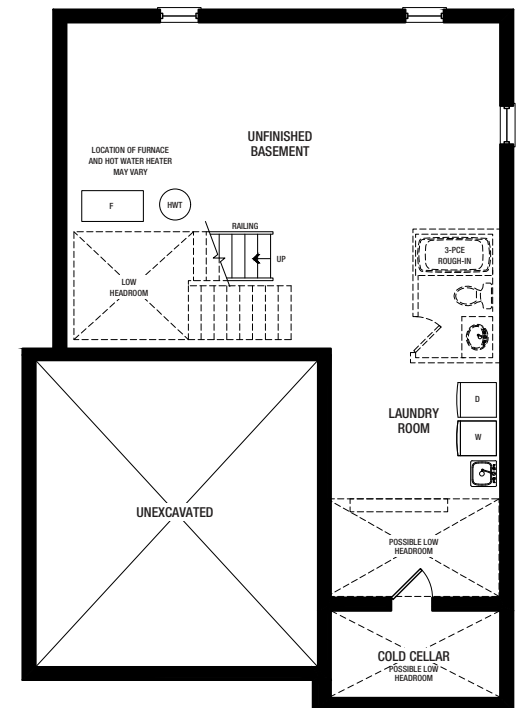 UNFINISHED
BASEMENT
LOCATION OF FURNACE
AND HOT WATER HEATER
MAY VARY
F
HWT
RAILING
UP
LOW
HEADROOM
3-PCE
ROUGH-IN
LAUNDRY
ROOM
D
W
UNEXCAVATED
POSSIBLE LOW
HEADROOM
COLD CELLAR
POSSIBLE LOW
HEADROOM